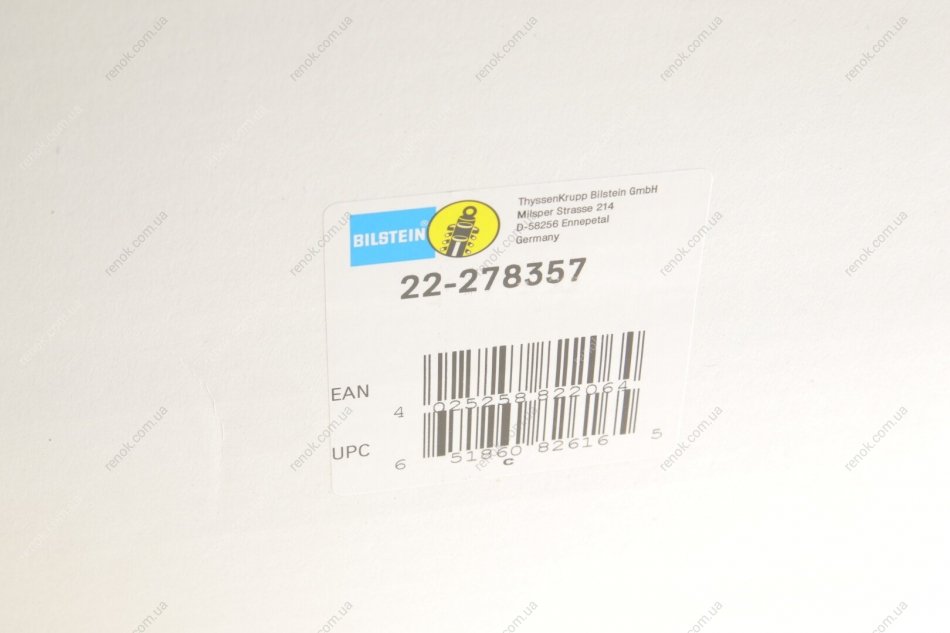 BILSTEIN®
ThyssenKrupp Bilstein GmbH
Milsper Strasse 214
D-58256 Ennepetal
Germany
22-278357
EAN
4 025258 822064
UPC
6 51860 82616 5
c
renok.com.ua